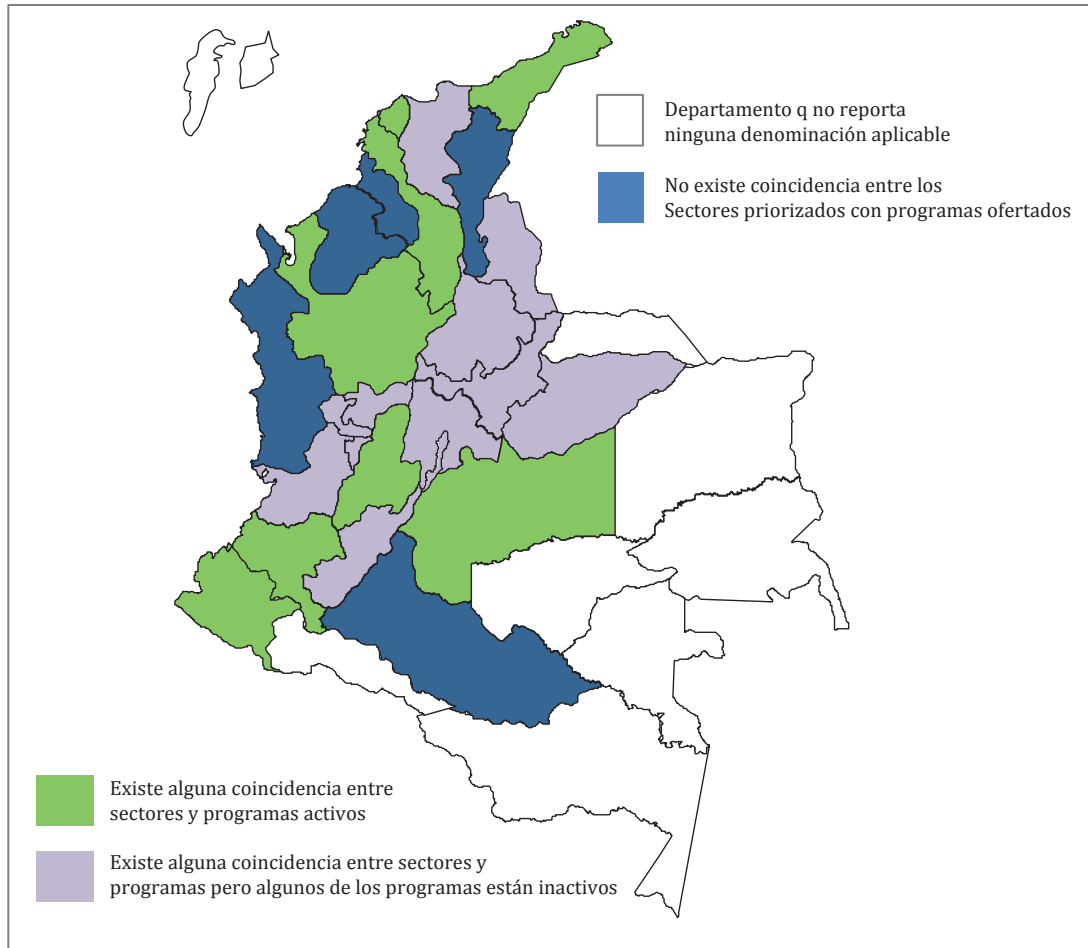 Departamento q no reporta
ninguna denominación aplicable
No existe coincidencia entre los
Sectores priorizados con programas ofertados
Existe alguna coincidencia entre
sectores y programas activos
Existe alguna coincidencia entre sectores y
programas pero algunos de los programas están inactivos